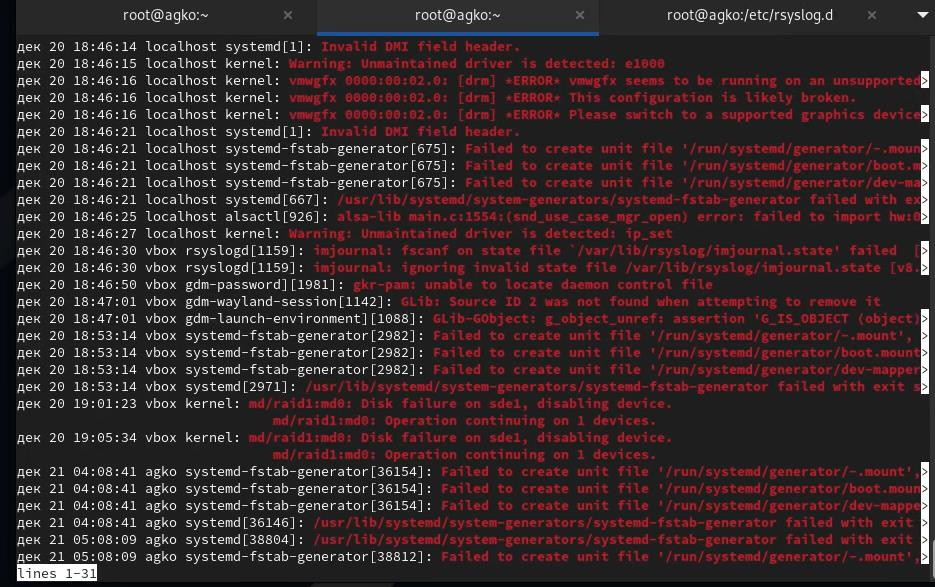 root@agko:~ × root@agko:~ × root@agko:/etc/rsyslog.d ×
дек 20 18:46:14 localhost systemd[1]: Invalid DMI field header.
дек 20 18:46:15 localhost kernel: Warning: Unmaintained driver is detected: e1000
дек 20 18:46:16 localhost kernel: vmwgfx 0000:00:02.0: [drm] *ERROR* vmwgfx seems to be running on an unsupported>
дек 20 18:46:16 localhost kernel: vmwgfx 0000:00:02.0: [drm] *ERROR* This configuration is likely broken.
дек 20 18:46:16 localhost kernel: vmwgfx 0000:00:02.0: [drm] *ERROR* Please switch to a supported graphics device>
дек 20 18:46:21 localhost systemd[1]: Invalid DMI field header.
дек 20 18:46:21 localhost systemd-fstab-generator[675]: Failed to create unit file '/run/systemd/generator/-.moun>
дек 20 18:46:21 localhost systemd-fstab-generator[675]: Failed to create unit file '/run/systemd/generator/boot.m>
дек 20 18:46:21 localhost systemd-fstab-generator[675]: Failed to create unit file '/run/systemd/generator/dev-ma>
дек 20 18:46:21 localhost systemd[667]: /usr/lib/systemd/system-generators/systemd-fstab-generator failed with ex>
дек 20 18:46:25 localhost alsactl[926]: alsa-lib main.c:1554:(snd_use_case_mgr_open) error: failed to import hw:0>
дек 20 18:46:27 localhost kernel: Warning: Unmaintained driver is detected: ip_set
дек 20 18:46:30 vbox rsyslogd[1159]: imjournal: fscanf on state file `/var/lib/rsyslog/imjournal.state' failed  [>
дек 20 18:46:30 vbox rsyslogd[1159]: imjournal: ignoring invalid state file /var/lib/rsyslog/imjournal.state [v8.>
дек 20 18:46:50 vbox gdm-password][1981]: gkr-pam: unable to locate daemon control file
дек 20 18:47:01 vbox gdm-wayland-session[1142]: GLib: Source ID 2 was not found when attempting to remove it
дек 20 18:47:01 vbox gdm-launch-environment][1088]: GLib-GObject: g_object_unref: assertion 'G_IS_OBJECT (object)>
дек 20 18:53:14 vbox systemd-fstab-generator[2982]: Failed to create unit file '/run/systemd/generator/-.mount',>
дек 20 18:53:14 vbox systemd-fstab-generator[2982]: Failed to create unit file '/run/systemd/generator/boot.mount>
дек 20 18:53:14 vbox systemd-fstab-generator[2982]: Failed to create unit file '/run/systemd/generator/dev-mapper>
дек 20 18:53:14 vbox systemd[2971]: /usr/lib/systemd/system-generators/systemd-fstab-generator failed with exit s>
дек 20 19:01:23 vbox kernel: md/raid1:md0: Disk failure on sde1, disabling device.
md/raid1:md0: Operation continuing on 1 devices.
дек 20 19:05:34 vbox kernel: md/raid1:md0: Disk failure on sde1, disabling device.
md/raid1:md0: Operation continuing on 1 devices.
дек 21 04:08:41 agko systemd-fstab-generator[36154]: Failed to create unit file '/run/systemd/generator/-.mount',>
дек 21 04:08:41 agko systemd-fstab-generator[36154]: Failed to create unit file '/run/systemd/generator/boot.moun>
дек 21 04:08:41 agko systemd-fstab-generator[36154]: Failed to create unit file '/run/systemd/generator/dev-mappe>
дек 21 04:08:41 agko systemd[36146]: /usr/lib/systemd/system-generators/systemd-fstab-generator failed with exit >
дек 21 05:08:09 agko systemd[38804]: /usr/lib/systemd/system-generators/systemd-fstab-generator failed with exit >
дек 21 05:08:09 agko systemd-fstab-generator[38812]: Failed to create unit file '/run/systemd/generator/-.mount',>
lines 1-31